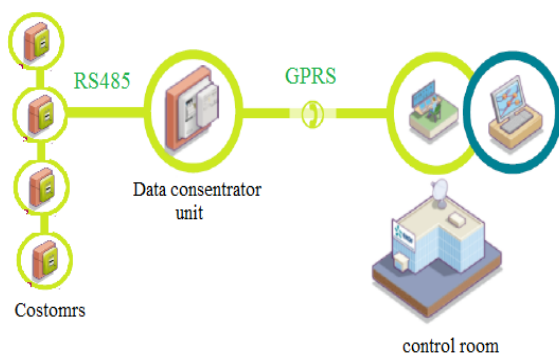 RS485
GPRS
Data consentrator
unit
Costomrs
control room